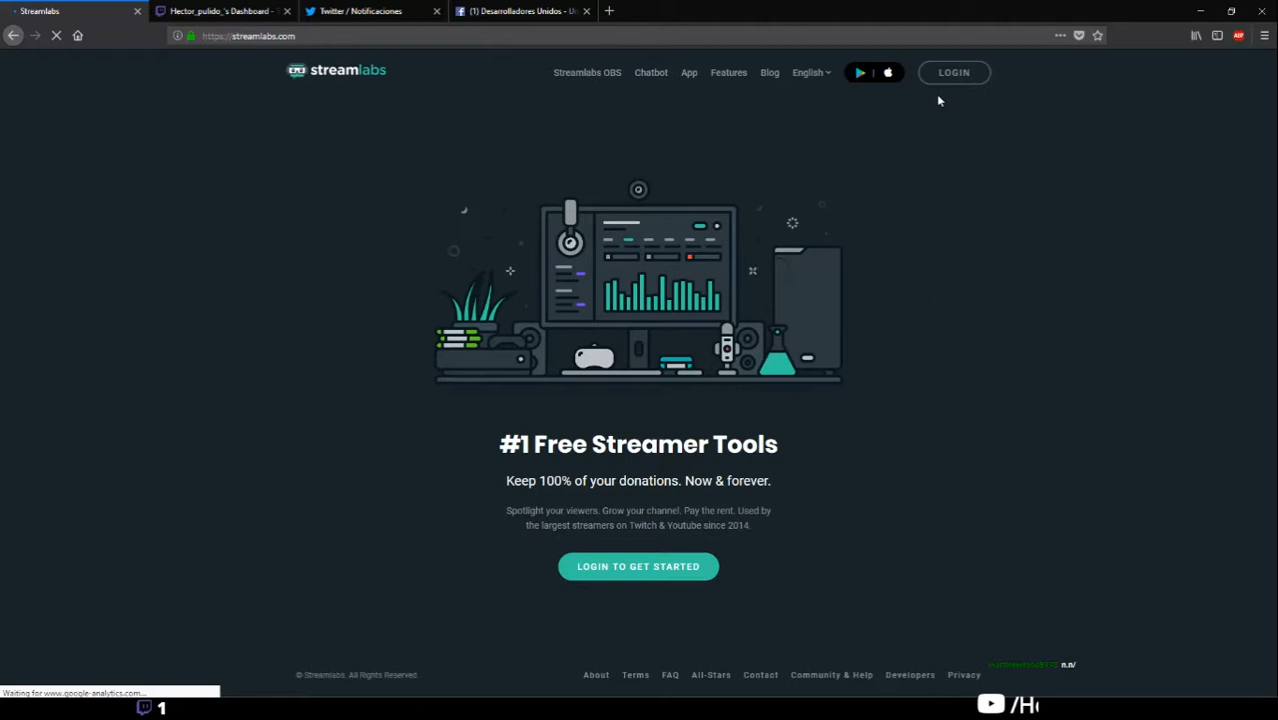 Streamlabs
Hector_pulido_'s Dashboard - T
Twitter / Notificaciones
(1) Desarrolladores Unidos - Un
https://streamlabs.com
streamlabs
Streamlabs OBS
Chatbot
App
Features
Blog
English
LOGIN
#1 Free Streamer Tools
Keep 100% of your donations. Now & forever.
Spotlight your viewers. Grow your channel. Pay the rent. Used by
the largest streamers on Twitch & Youtube since 2014.
LOGIN TO GET STARTED
n.n/
© Streamlabs. All Rights Reserved.
About
Terms
FAQ
All-Stars
Contact
Community & Help
Developers
Privacy
Waiting for www.google-analytics.com...
1
/He